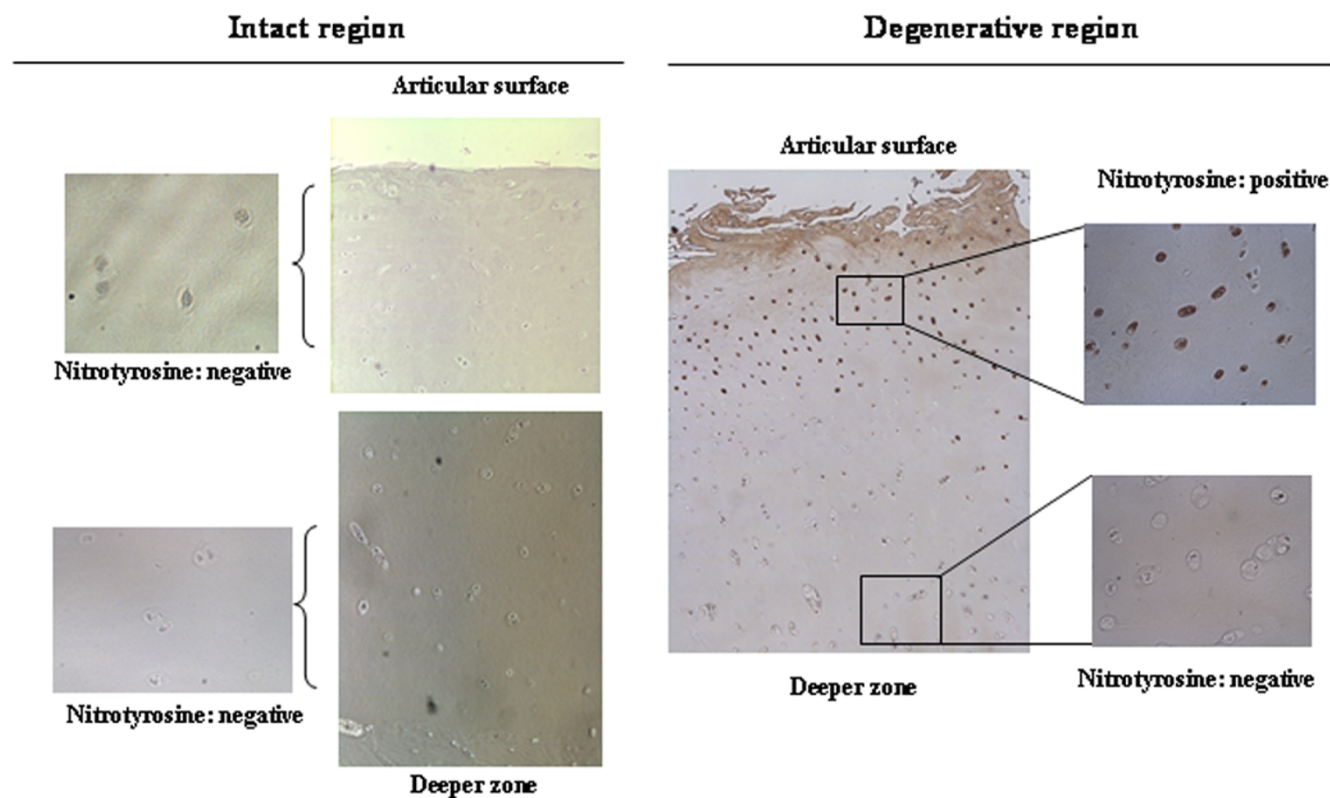 Intact region
Articular surface
Nitrotyrosine: negative
Nitrotyrosine: negative
Deeper zone
Degenerative region
Articular surface
Nitrotyrosine: positive
Deeper zone
Nitrotyrosine: negative